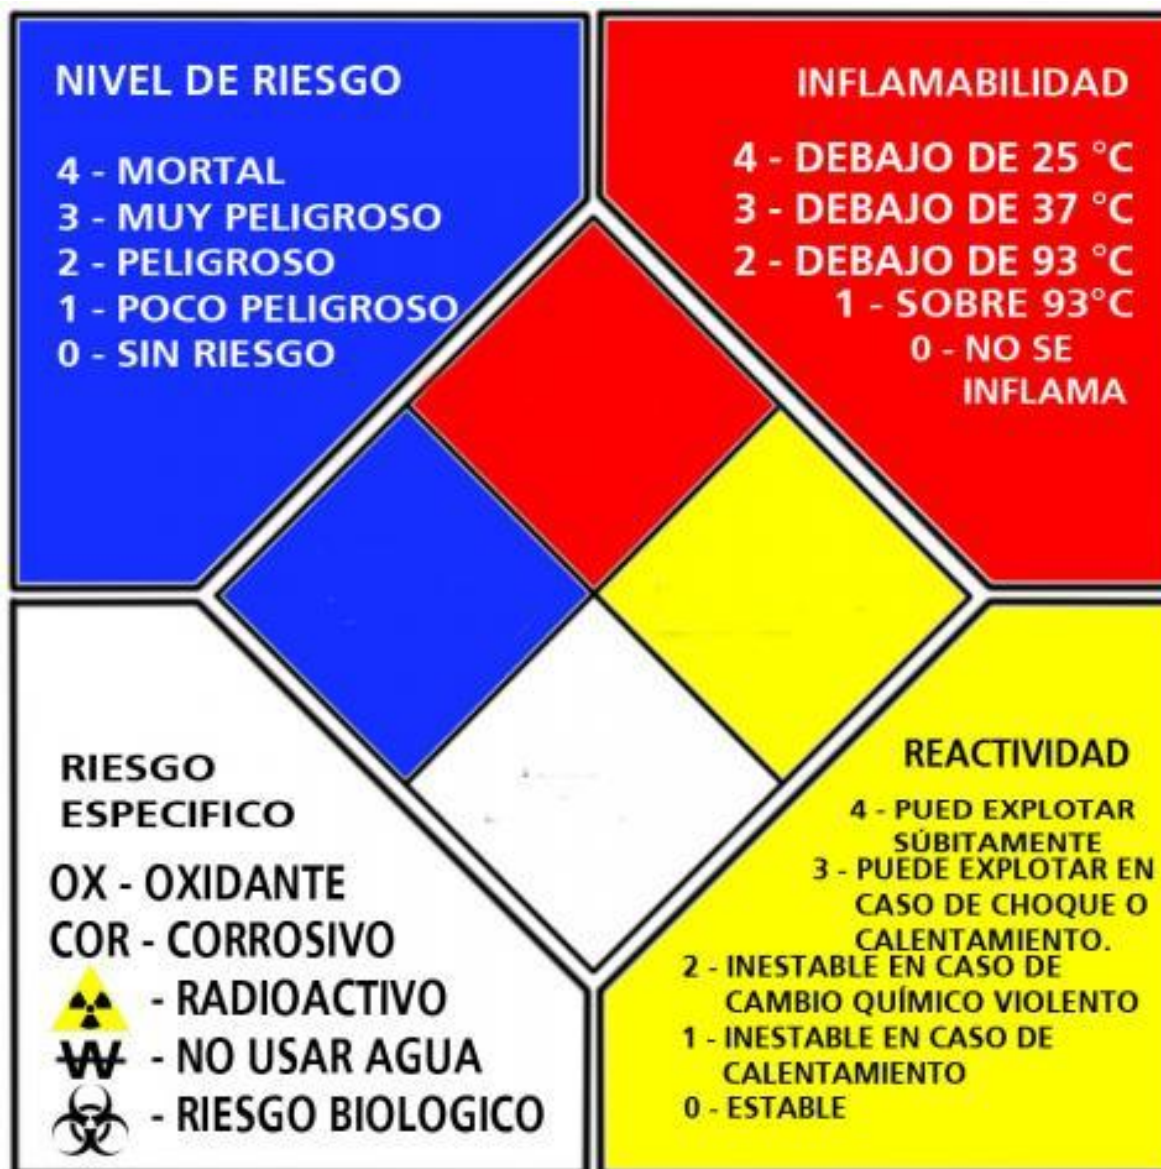 NIVEL DE RIESGO
4 - MORTAL
3 - MUY PELIGROSO
2 - PELIGROSO
1 - POCO PELIGROSO
0 - SIN RIESGO
INFLAMABILIDAD
4 - DEBAJO DE 25 °C
3 - DEBAJO DE 37 °C
2 - DEBAJO DE 93 °C
1 - SOBRE 93°C
0 - NO SE
INFLAMA
RIESGO
ESPECIFICO
OX - OXIDANTE
COR - CORROSIVO
- RADIOACTIVO
W - NO USAR AGUA
- RIESGO BIOLOGICO
REACTIVIDAD
4 - PUED EXPLOTAR
SÚBITAMENTE
3 - PUEDE EXPLOTAR EN
CASO DE CHOQUE O
CALENTAMIENTO.
2 - INESTABLE EN CASO DE
CAMBIO QUÍMICO VIOLENTO
1 - INESTABLE EN CASO DE
CALENTAMIENTO
0 - ESTABLE